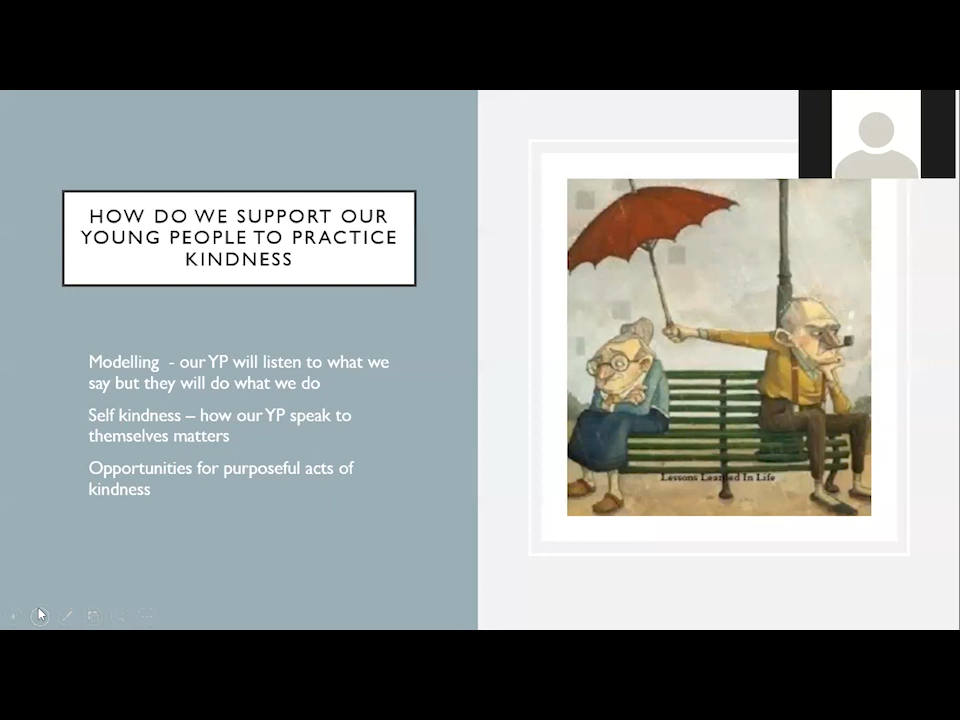 HOW DO WE SUPPORT OUR
YOUNG PEOPLE TO PRACTICE
KINDNESS
Modelling - our YP will listen to what we
say but they will do what we do
Self kindness – how our YP speak to
themselves matters
Opportunities for purposeful acts of
kindness
Lessons Learned In Life